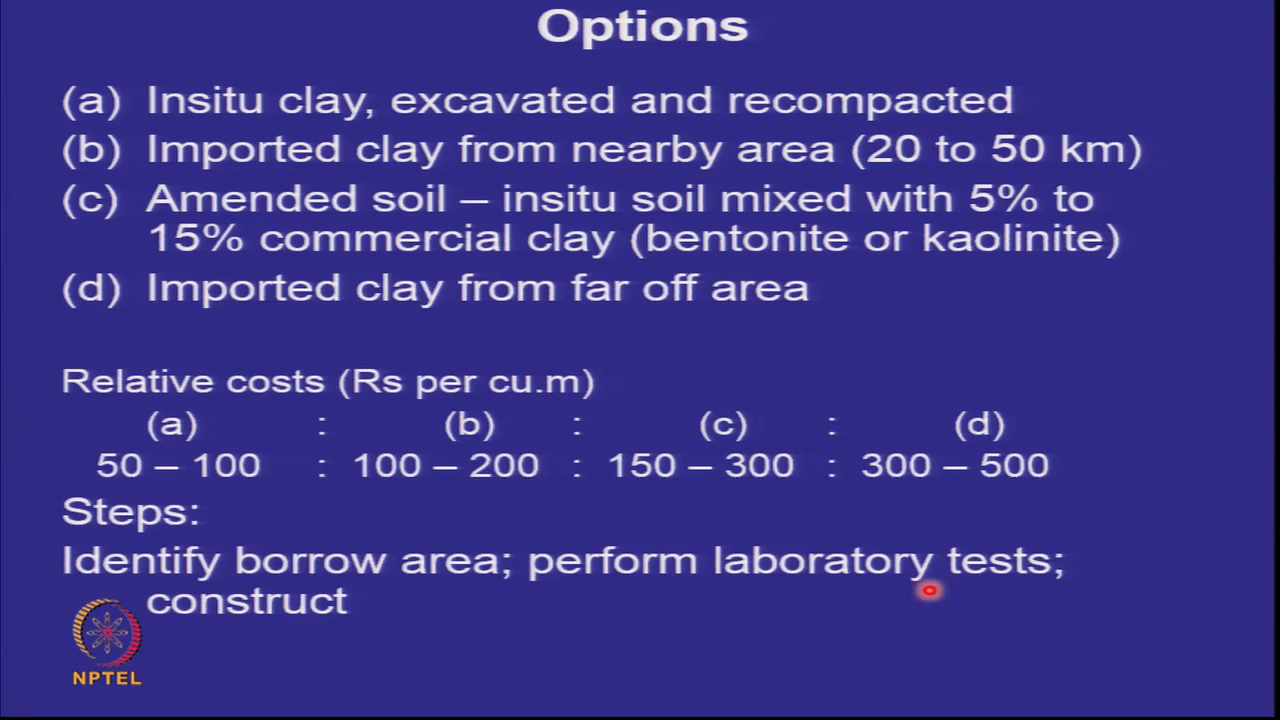 Options
(a) Insitu clay, excavated and recompacted
(b) Imported clay from nearby area (20 to 50 km)
(c) Amended soil – insitu soil mixed with 5% to
15% commercial clay (bentonite or kaolinite)
(d) Imported clay from far off area
Relative costs (Rs per cu.m)
(a) : (b) : (c) : (d)
50 – 100 : 100 – 200 : 150 – 300 : 300 – 500
Steps:
Identify borrow area; perform laboratory tests;
construct
NPTEL